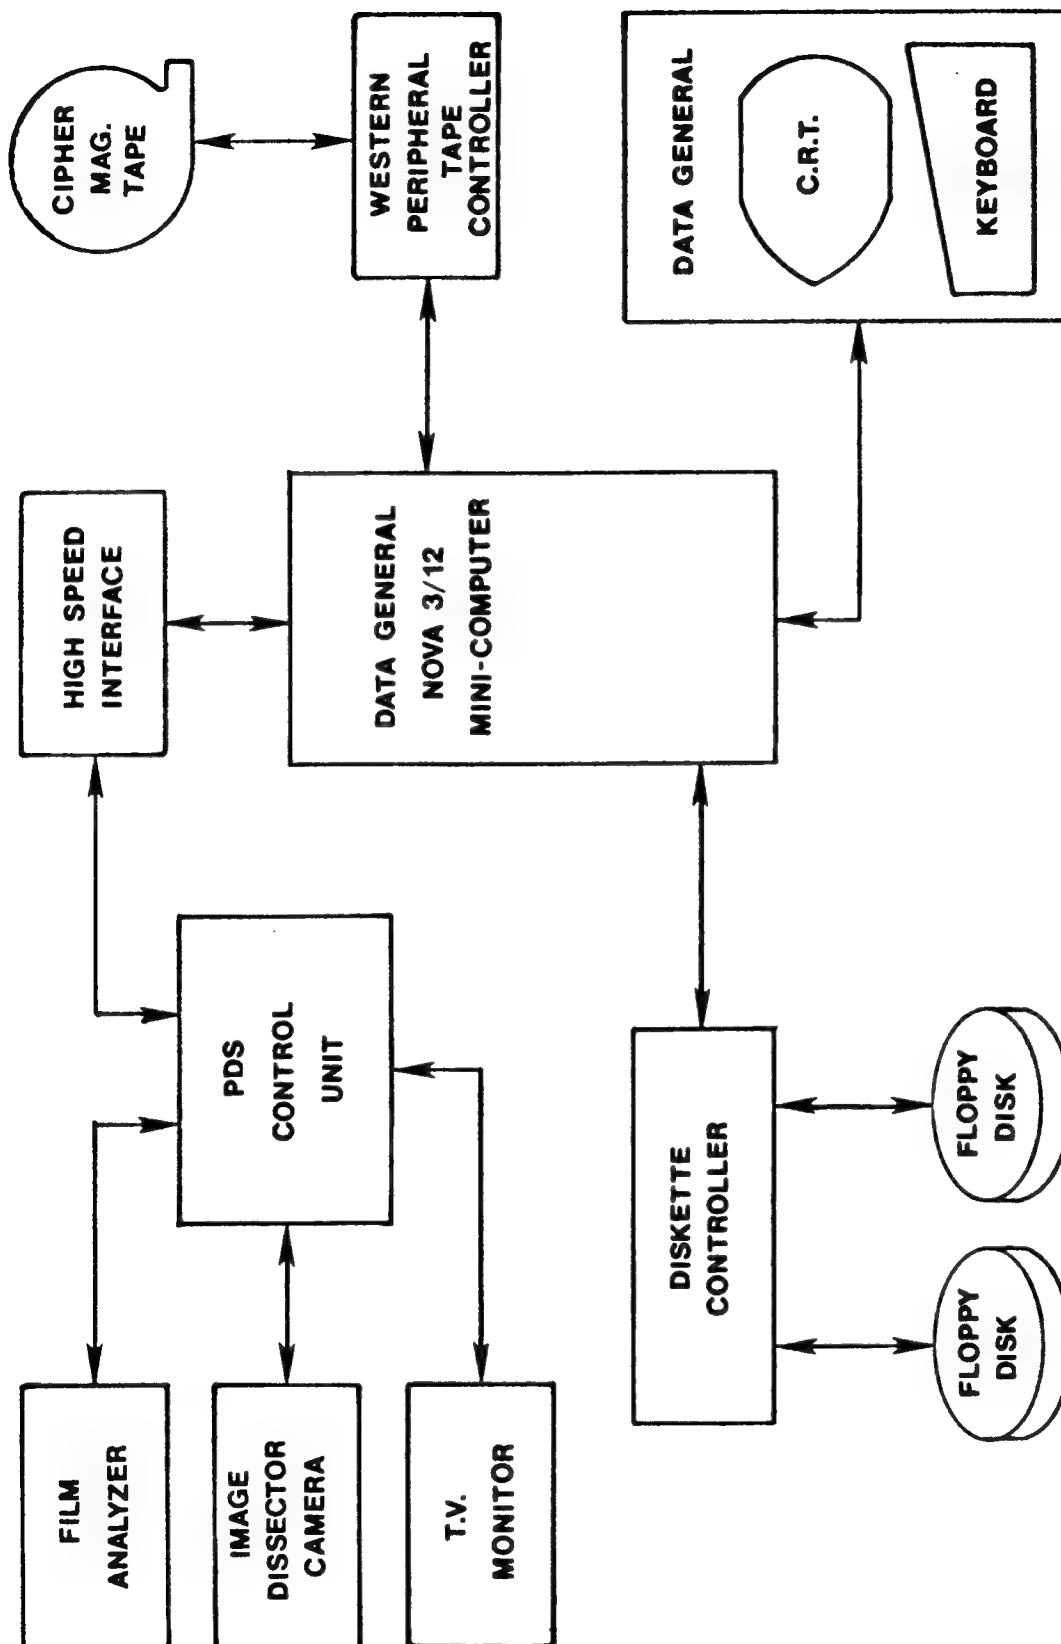 FILM
ANALYZER
IMAGE
DISSECTOR
CAMERA
T.V.
MONITOR
PDS
CONTROL
UNIT
HIGH SPEED
INTERFACE
CIPHER
MAG.
TAPE
WESTERN
PERIPHERAL
TAPE
CONTROLLER
DATA GENERAL
NOVA 3/12
MINI-COMPUTER
DATA GENERAL
C.R.T.
KEYBOARD
DISKETTE
CONTROLLER
FLOPPY
DISK
FLOPPY
DISK